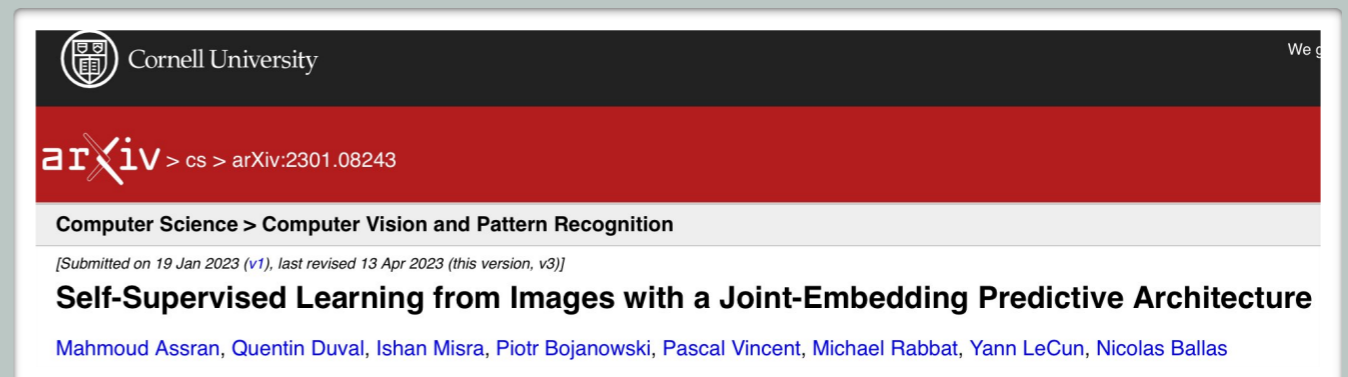 Cornell University
We g
arXiv > cs > arXiv:2301.08243
Computer Science > Computer Vision and Pattern Recognition
[Submitted on 19 Jan 2023 (v1), last revised 13 Apr 2023 (this version, v3)]
Self-Supervised Learning from Images with a Joint-Embedding Predictive Architecture
Mahmoud Assran, Quentin Duval, Ishan Misra, Piotr Bojanowski, Pascal Vincent, Michael Rabbat, Yann LeCun, Nicolas Ballas